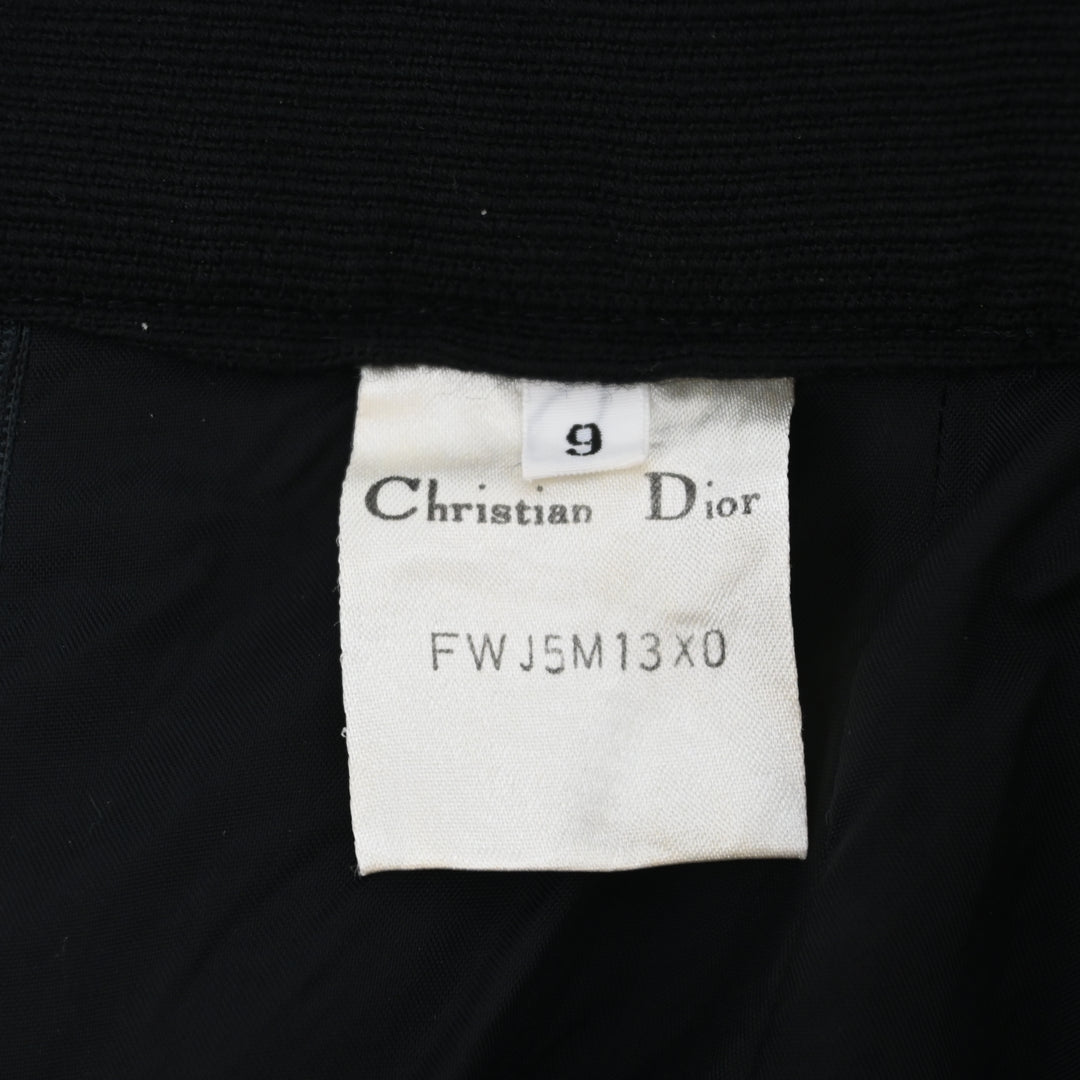 9
Christian Dior
FWJ5M13X0